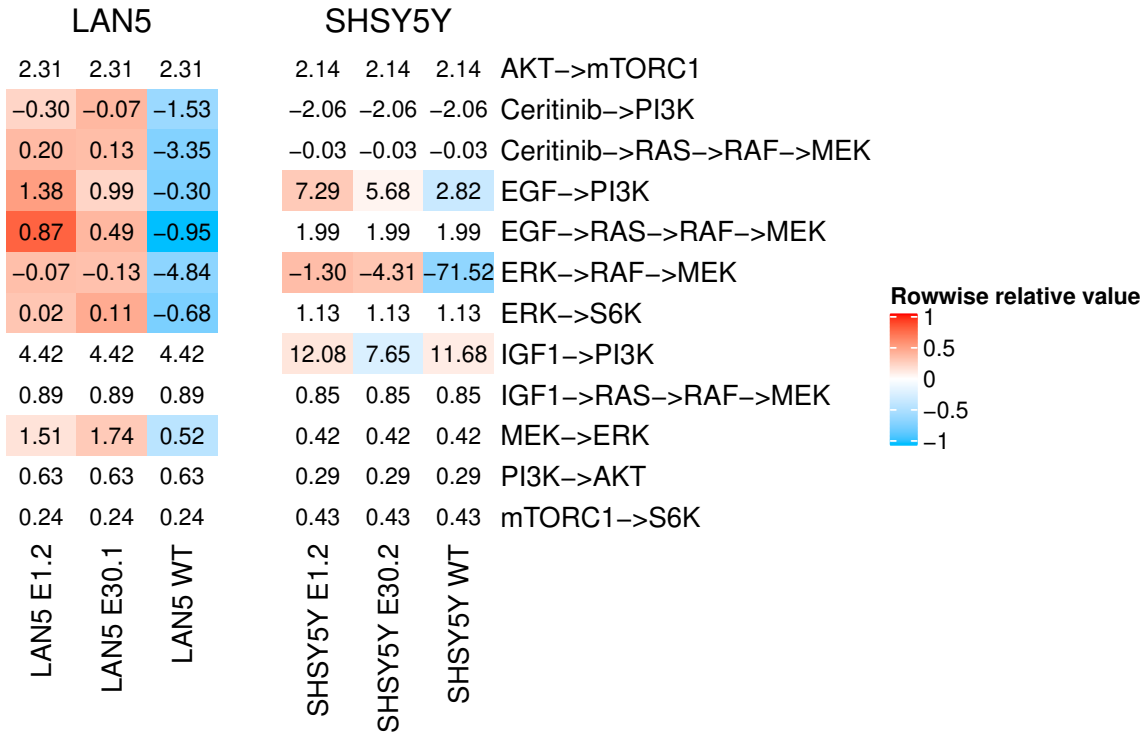 LAN5 SHSY5Y
2.31 2.31 2.31 2.14 2.14 2.14 AKT−>mTORC1
−0.30 −0.07 −1.53 −2.06 −2.06 −2.06 Ceritinib−>PI3K
0.20 0.13 −3.35 −0.03 −0.03 −0.03 Ceritinib−>RAS−>RAF−>MEK
1.38 0.99 −0.30 7.29 5.68 2.82 EGF−>PI3K
0.87 0.49 −0.95 1.99 1.99 1.99 EGF−>RAS−>RAF−>MEK
−0.07 −0.13 −4.84 −1.30 −4.31 −71.52 ERK−>RAF−>MEK
0.02 0.11 −0.68 1.13 1.13 1.13 ERK−>S6K
4.42 4.42 4.42 12.08 7.65 11.68 IGF1−>PI3K
0.89 0.89 0.89 0.85 0.85 0.85 IGF1−>RAS−>RAF−>MEK
1.51 1.74 0.52 0.42 0.42 0.42 MEK−>ERK
0.63 0.63 0.63 0.29 0.29 0.29 PI3K−>AKT
0.24 0.24 0.24 0.43 0.43 0.43 mTORC1−>S6K
LAN5 E1.2
LAN5 E30.1
LAN5 WT
SHSY5Y E1.2
SHSY5Y E30.2
SHSY5Y WT
Rowwise relative value
1
0.5
0
−0.5
−1